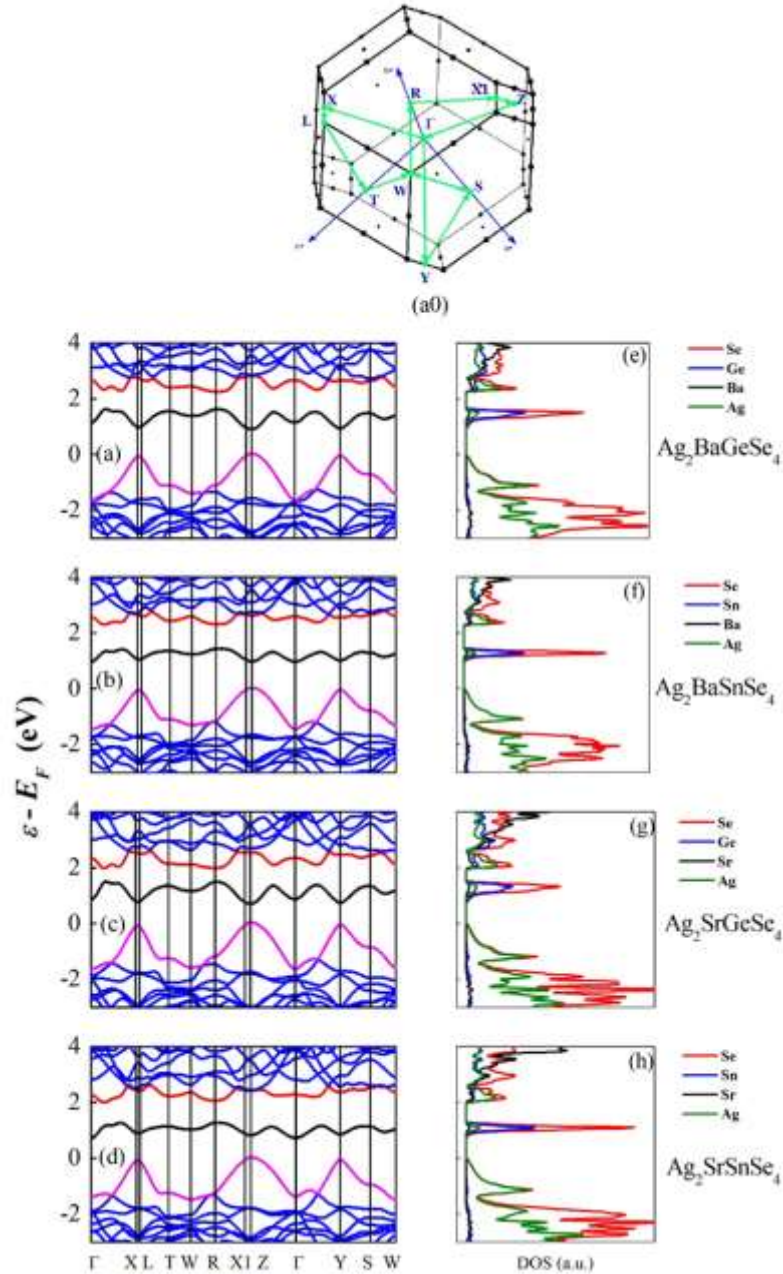 X
R
X1
Z
L
Γ
T
W
S
Y
(a0)
4
2
0
-2
(a)
(e)
Se
Ge
Ba
Ag
Ag2BaGeSe4
4
2
0
-2
(b)
(f)
Se
Sn
Ba
Ag
Ag2BaSnSe4
ε - E_F (eV)
4
2
0
-2
(c)
(g)
Se
Ge
Sr
Ag
Ag2SrGeSe4
4
2
0
-2
(d)
(h)
Se
Sn
Sr
Ag
Ag2SrSnSe4
Γ X L T W R X1 Z Γ Y S W
DOS (a.u.)